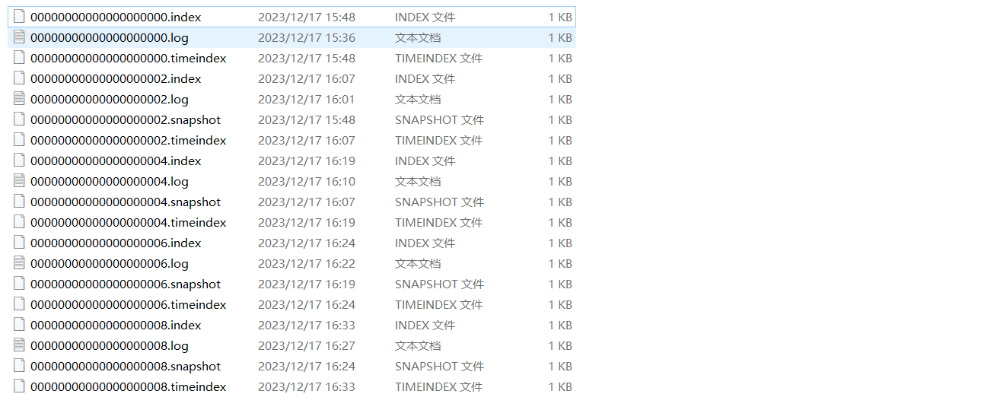 00000000000000000000.index 2023/12/17 15:48 INDEX 文件 1 KB
00000000000000000000.log 2023/12/17 15:36 文本文档 1 KB
00000000000000000000.timeindex 2023/12/17 15:48 TIMEINDEX 文件 1 KB
00000000000000000002.index 2023/12/17 16:07 INDEX 文件 1 KB
00000000000000000002.log 2023/12/17 16:01 文本文档 1 KB
00000000000000000002.snapshot 2023/12/17 15:48 SNAPSHOT 文件 1 KB
00000000000000000002.timeindex 2023/12/17 16:07 TIMEINDEX 文件 1 KB
00000000000000000004.index 2023/12/17 16:19 INDEX 文件 1 KB
00000000000000000004.log 2023/12/17 16:10 文本文档 1 KB
00000000000000000004.snapshot 2023/12/17 16:07 SNAPSHOT 文件 1 KB
00000000000000000004.timeindex 2023/12/17 16:19 TIMEINDEX 文件 1 KB
00000000000000000006.index 2023/12/17 16:24 INDEX 文件 1 KB
00000000000000000006.log 2023/12/17 16:22 文本文档 1 KB
00000000000000000006.snapshot 2023/12/17 16:19 SNAPSHOT 文件 1 KB
00000000000000000006.timeindex 2023/12/17 16:24 TIMEINDEX 文件 1 KB
00000000000000000008.index 2023/12/17 16:33 INDEX 文件 1 KB
00000000000000000008.log 2023/12/17 16:27 文本文档 1 KB
00000000000000000008.snapshot 2023/12/17 16:24 SNAPSHOT 文件 1 KB
00000000000000000008.timeindex 2023/12/17 16:33 TIMEINDEX 文件 1 KB